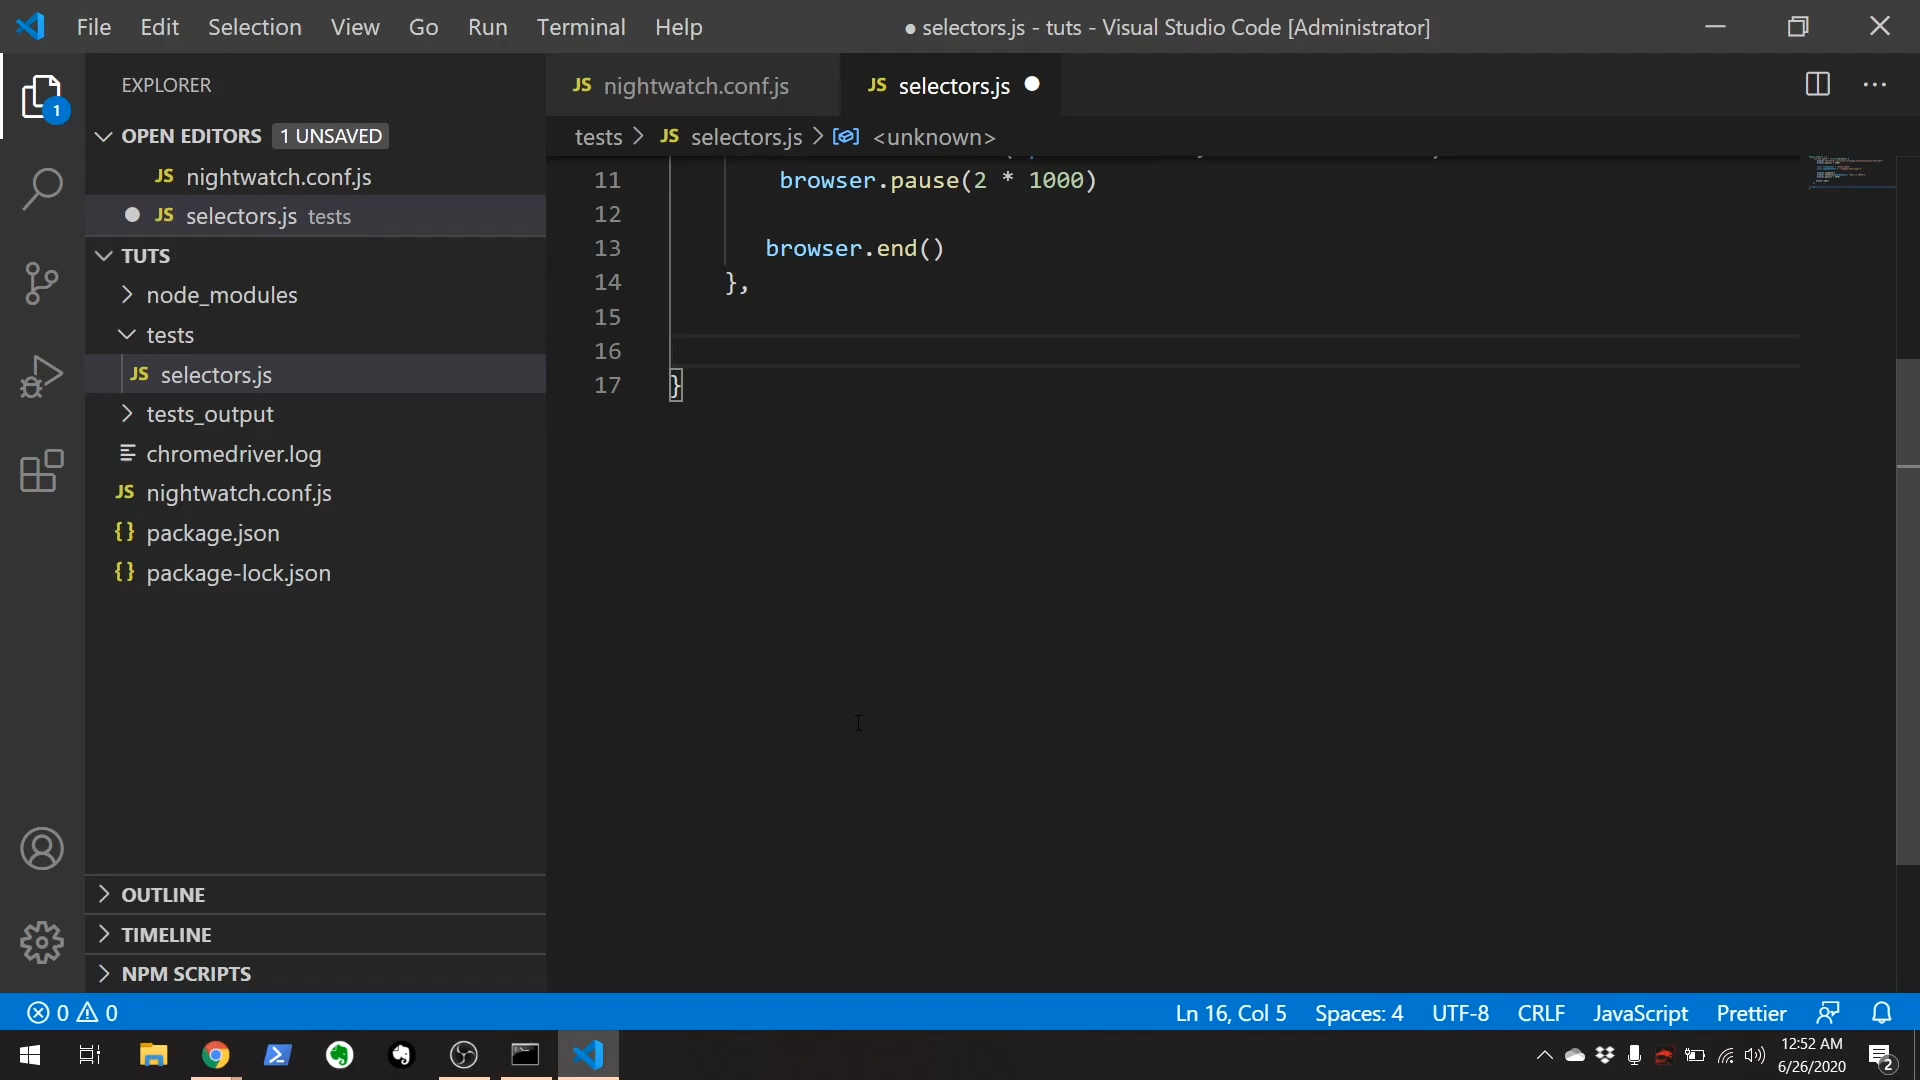 File Edit Selection View Go Run Terminal Help
● selectors.js - tuts - Visual Studio Code [Administrator]
EXPLORER
OPEN EDITORS 1 UNSAVED
JS nightwatch.conf.js
JS selectors.js tests
TUTS
node_modules
tests
JS selectors.js
tests_output
chromedriver.log
JS nightwatch.conf.js
{} package.json
{} package-lock.json
OUTLINE
TIMELINE
NPM SCRIPTS
1
JS nightwatch.conf.js
JS selectors.js
tests > JS selectors.js > <unknown>
11 browser.pause(2 * 1000)
12
13 browser.end()
14 },
15
16
17 }
0 0
Ln 16, Col 5
Spaces: 4
UTF-8
CRLF
JavaScript
Prettier
12:52 AM
6/26/2020
2